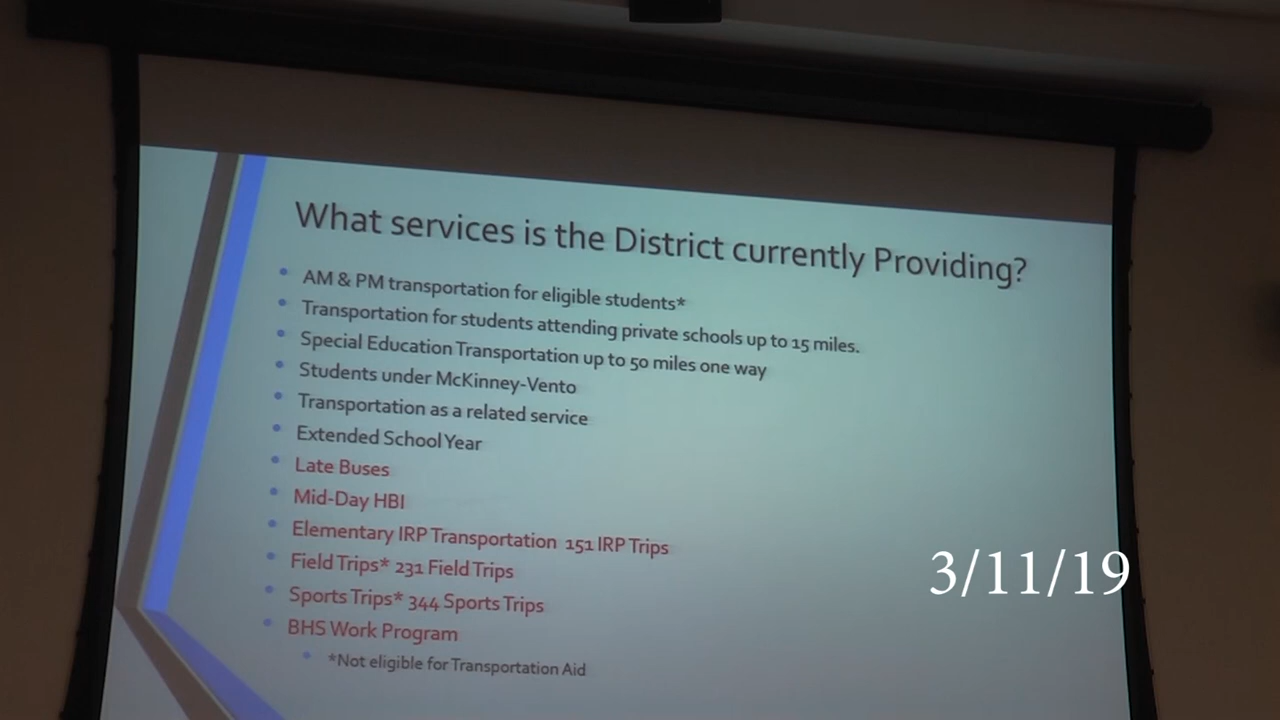 What services is the District currently Providing?
AM & PM transportation for eligible students*
Transportation for students attending private schools up to 15 miles.
Special Education Transportation up to 50 miles one way
Students under McKinney-Vento
Transportation as a related service
Extended School Year
Late Buses
Mid-Day HBI
Elementary IRP Transportation 151 IRP Trips
Field Trips* 231 Field Trips
Sports Trips* 344 Sports Trips
BHS Work Program
*Not eligible for Transportation Aid
3/11/19